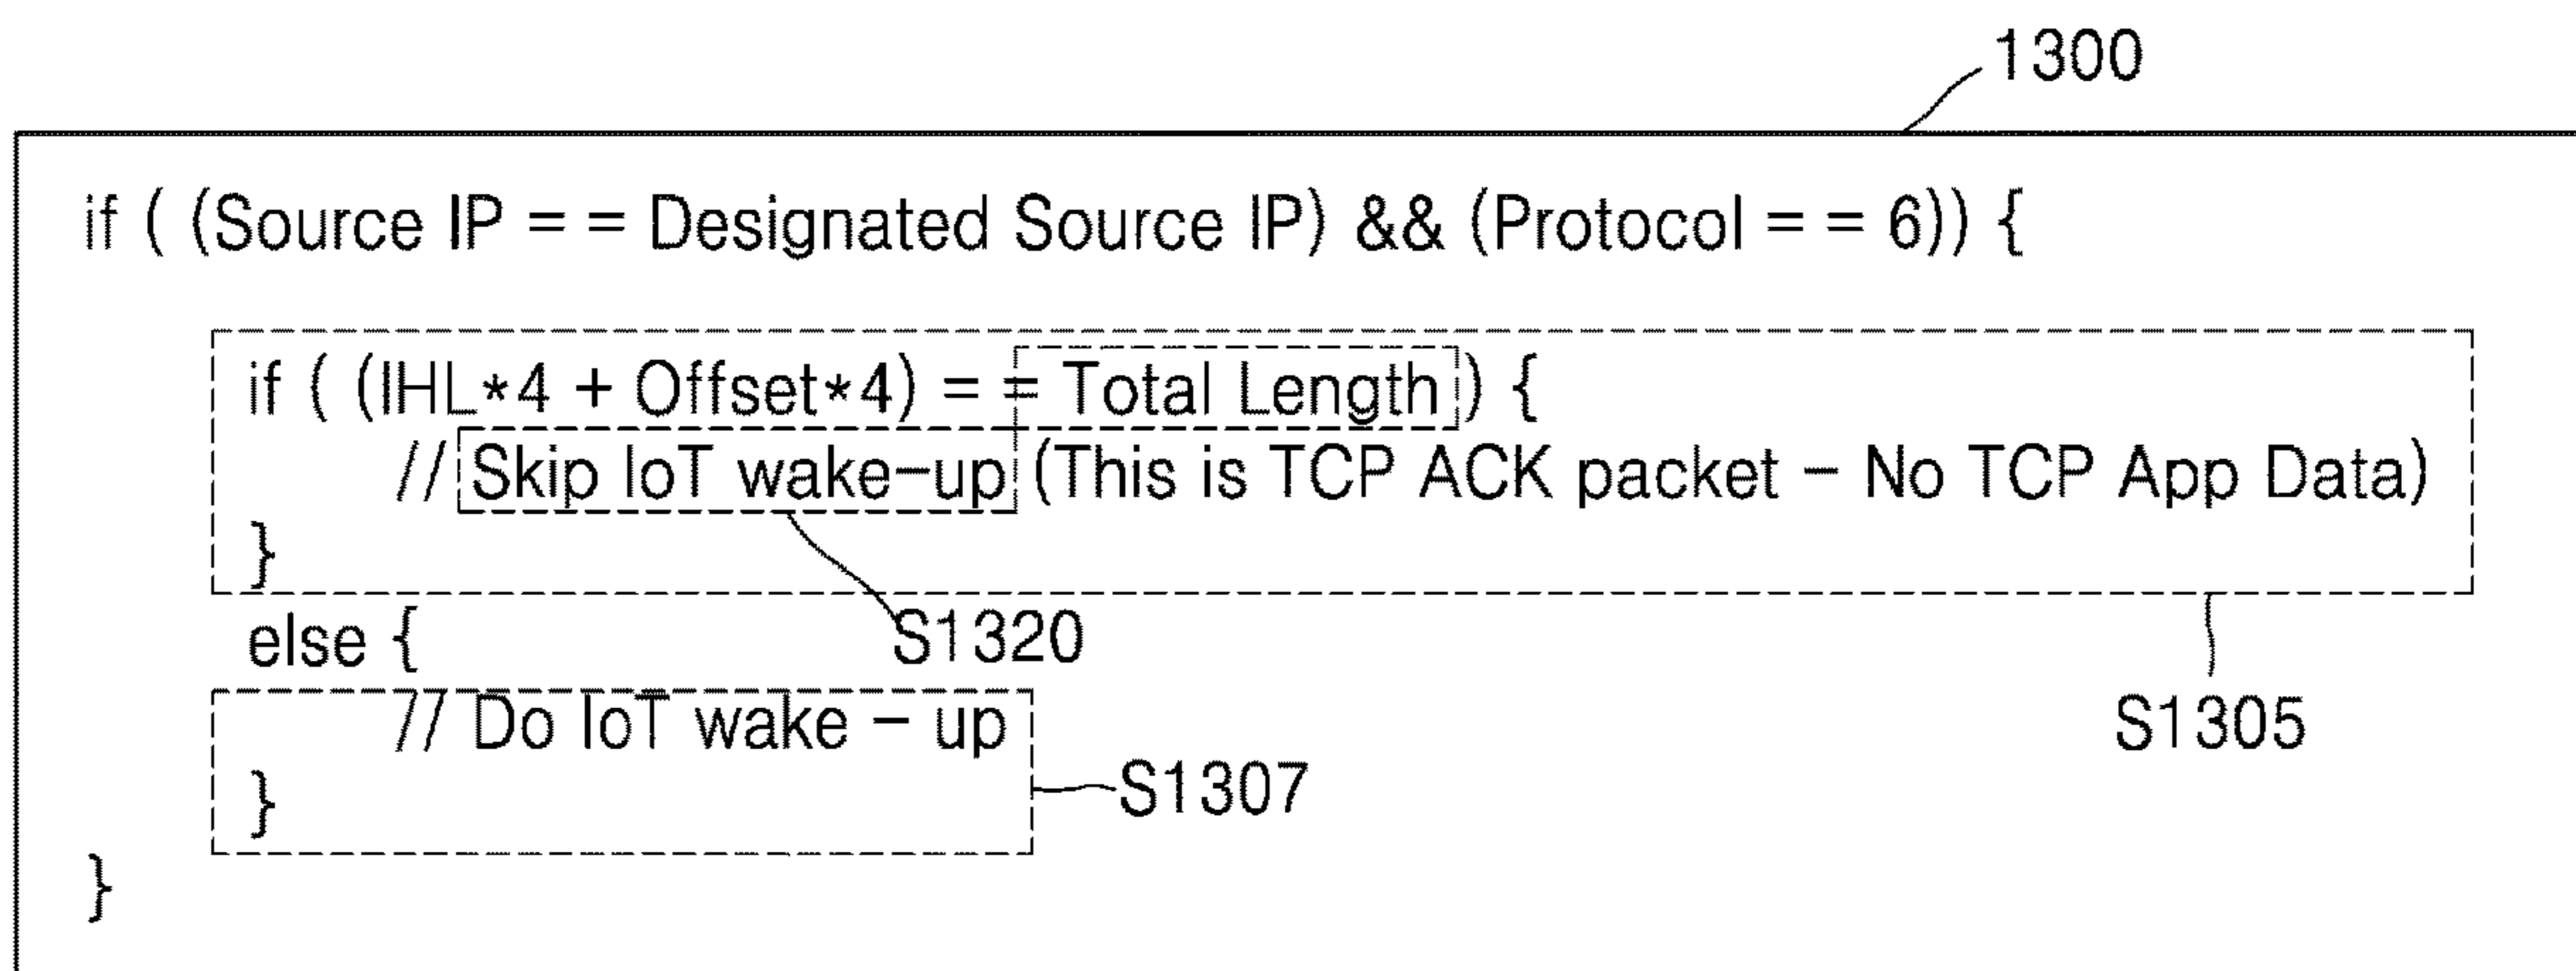 1300
if ( (Source IP = = Designated Source IP) && (Protocol = = 6)) {
if ( (IHL*4 + Offset*4) = = Total Length ) {
// Skip IoT wake-up (This is TCP ACK packet - No TCP App Data)
}
else {
S1320
// Do IoT wake - up
S1305
}
S1307
}